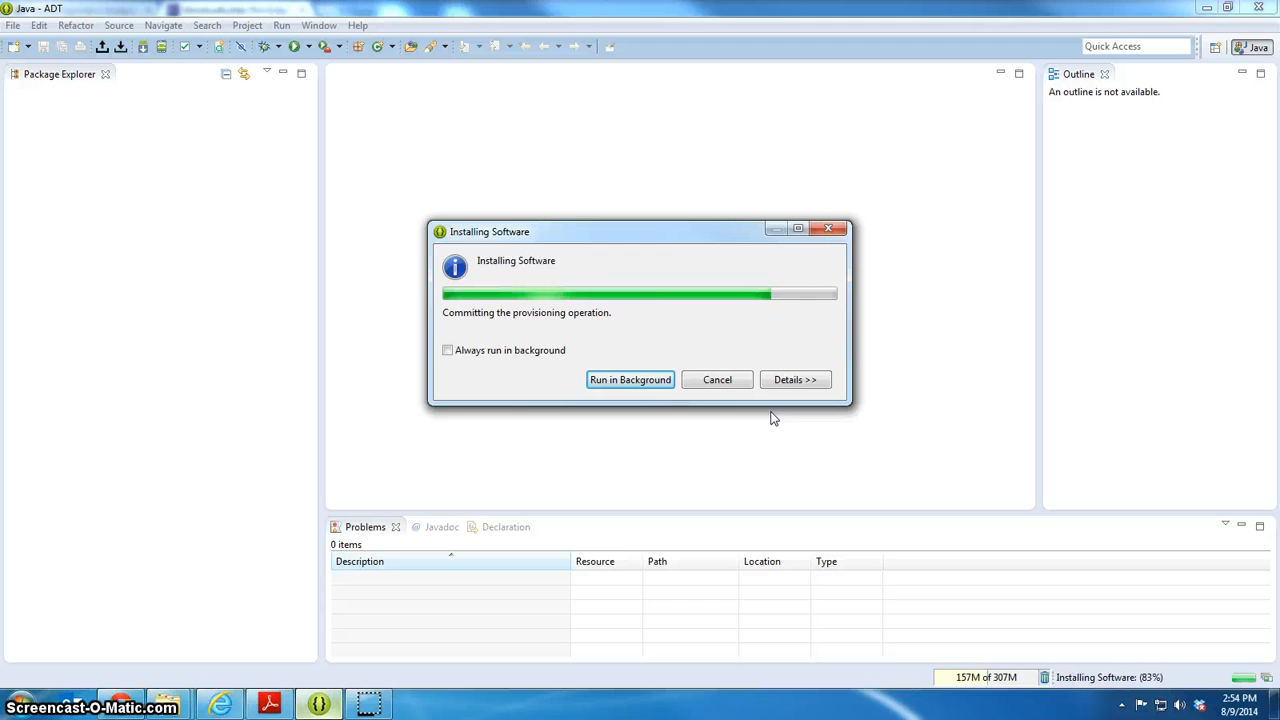 Java - ADT
File Edit Refactor Source Navigate Search Project Run Window Help
Quick Access
Java
Package Explorer
Outline
An outline is not available.
Installing Software
Installing Software
Committing the provisioning operation.
Always run in background
Run in Background Cancel Details >>
Problems Javadoc Declaration
0 items
Description Resource Path Location Type
157M of 307M Installing Software: (83%)
Screencast-O-Matic.com
2:54 PM
8/9/2014